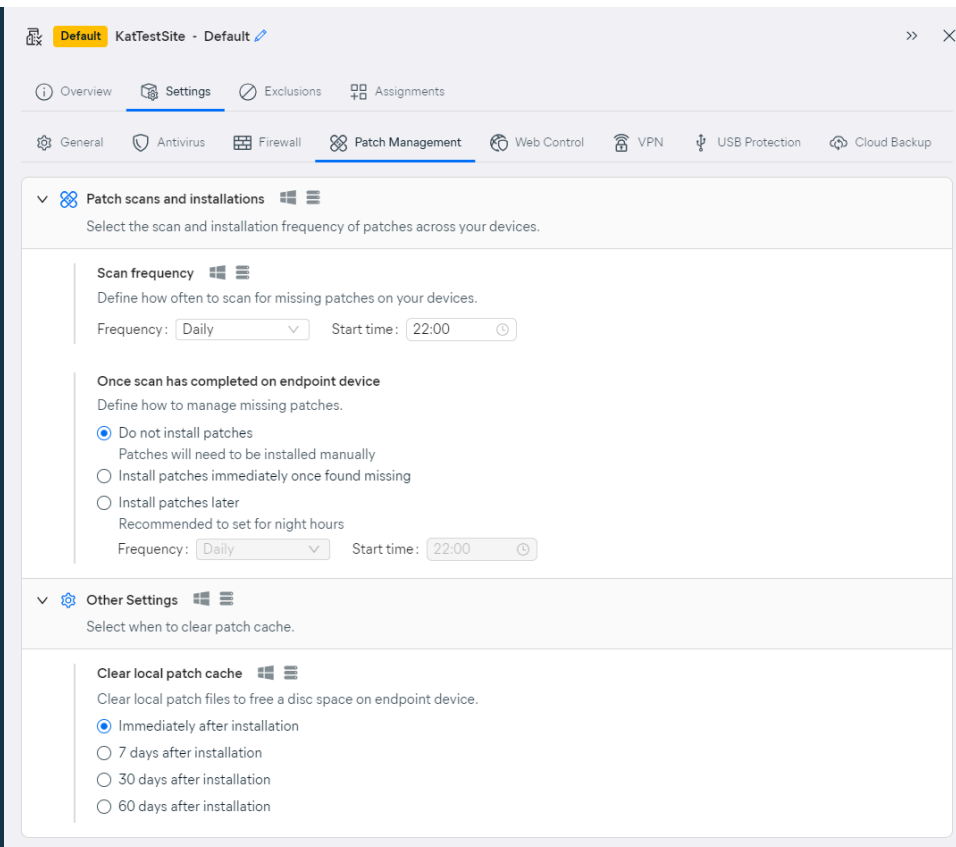 Default KatTestSite - Default
Overview Settings Exclusions Assignments
General Antivirus Firewall Patch Management Web Control VPN USB Protection Cloud Backup
Patch scans and installations
Select the scan and installation frequency of patches across your devices.
Scan frequency
Define how often to scan for missing patches on your devices.
Frequency: Daily Start time: 22:00
Once scan has completed on endpoint device
Define how to manage missing patches.
Do not install patches
Patches will need to be installed manually
Install patches immediately once found missing
Install patches later
Recommended to set for night hours
Frequency: Daily Start time: 22:00
Other Settings
Select when to clear patch cache.
Clear local patch cache
Clear local patch files to free a disc space on endpoint device.
Immediately after installation
7 days after installation
30 days after installation
60 days after installation